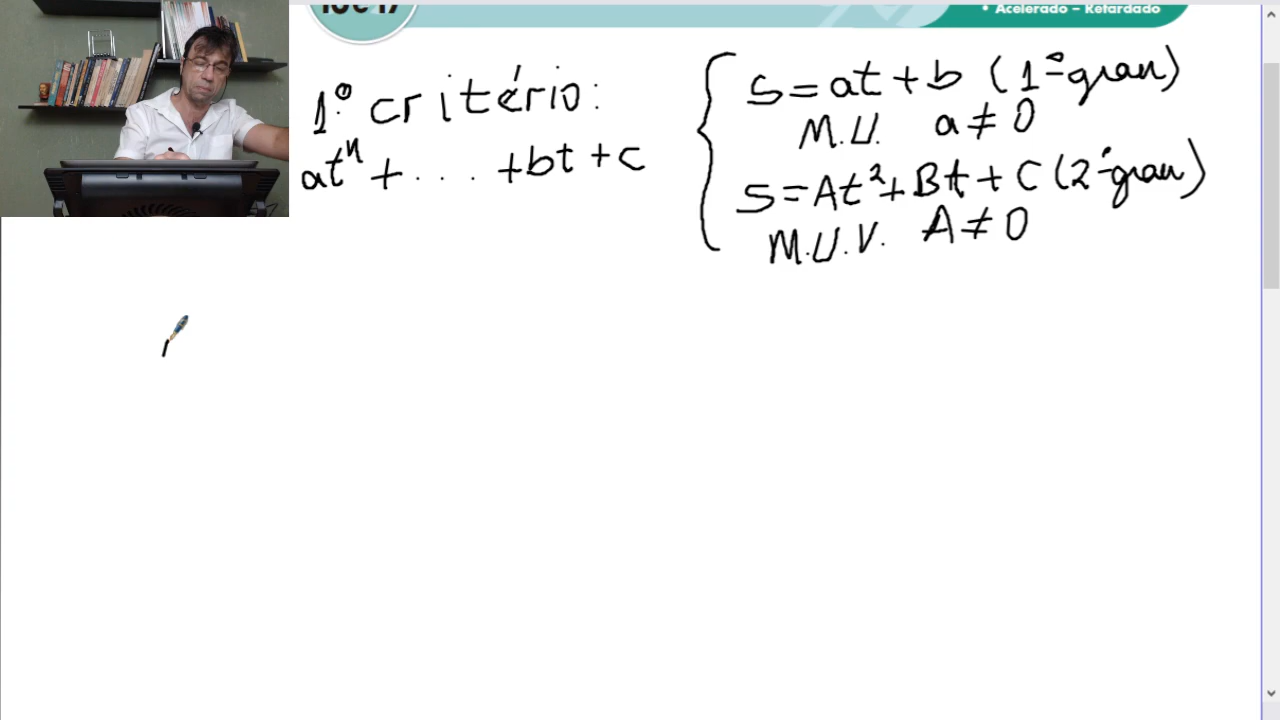 • Acelerado – Retardado
1º critério:
atⁿ + . . . + bt + c
S = at + b (1º grau)
M.U. a ≠ 0
S = At² + Bt + C (2º grau)
M.U.V. A ≠ 0